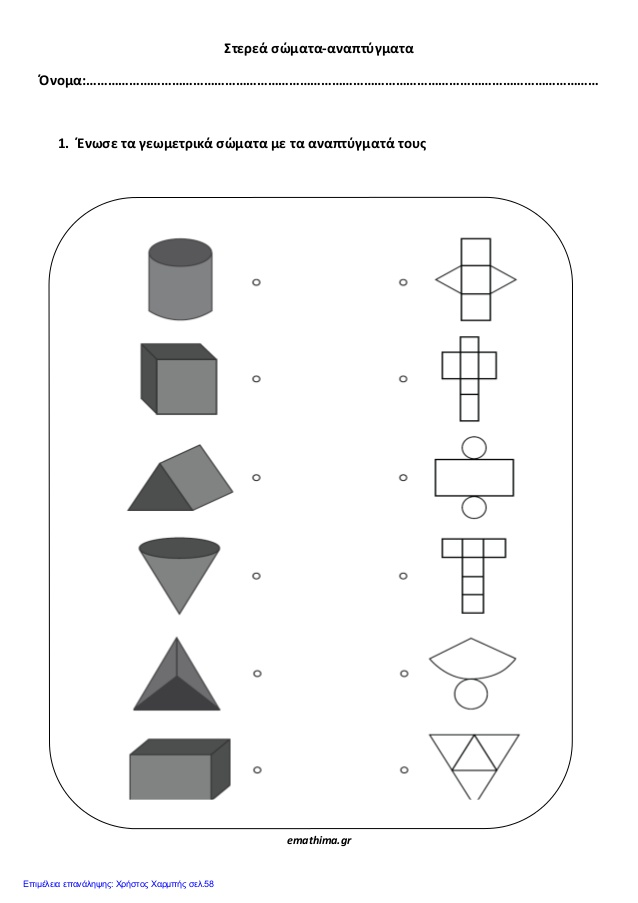 Στερεά σώματα-αναπτύγματα
Όνομα:……………………………………………………………………………………………………………………
1. Ένωσε τα γεωμετρικά σώματα με τα αναπτύγματά τους
emathima.gr
Επιμέλεια επανάληψης: Χρήστος Χαρμπής σελ.58